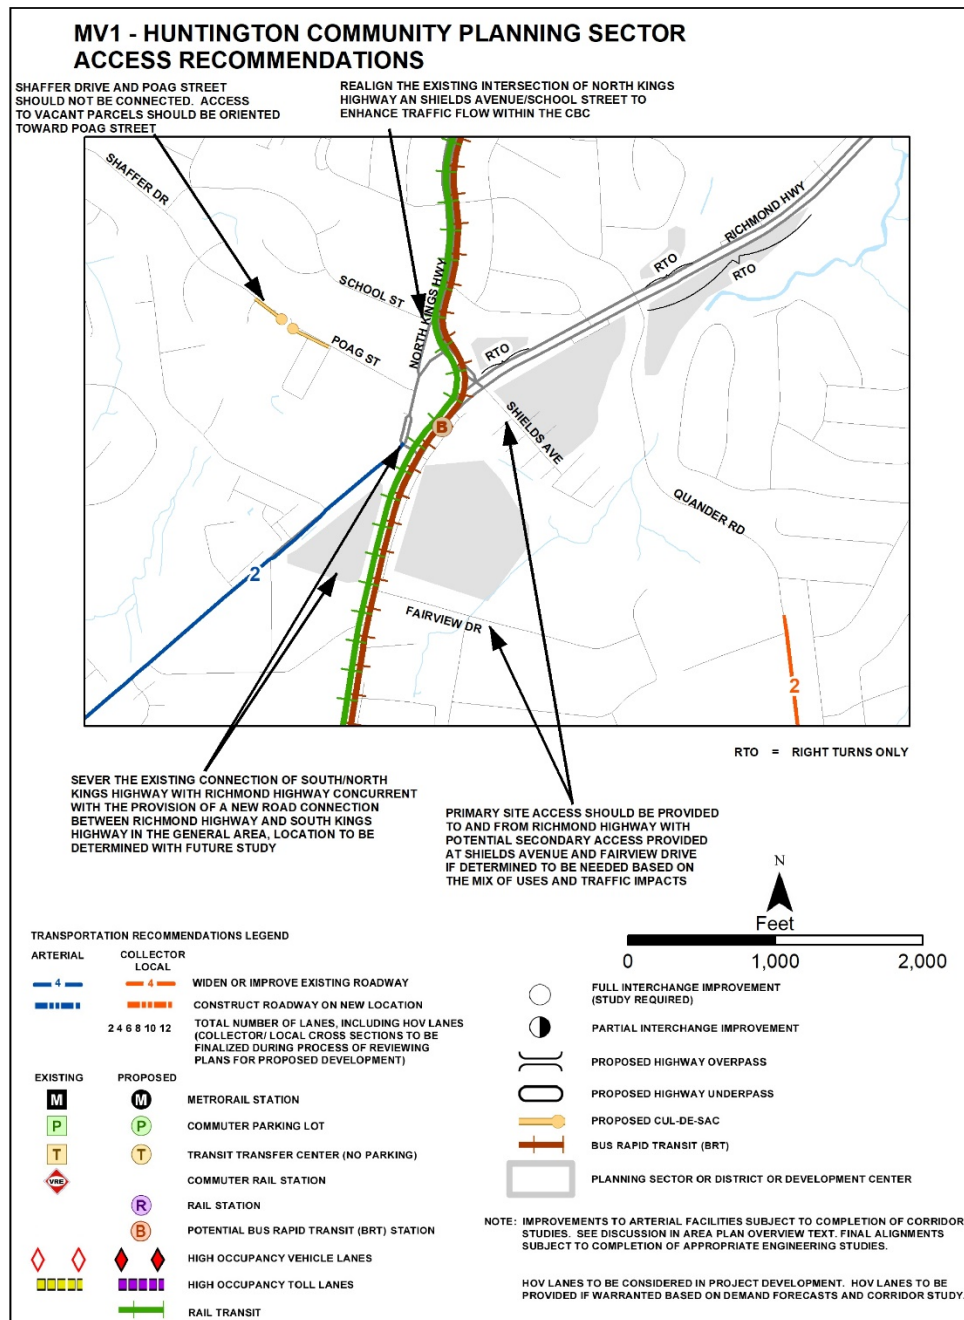 MV1 - HUNTINGTON COMMUNITY PLANNING SECTOR
ACCESS RECOMMENDATIONS
SHAFFER DRIVE AND POAG STREET
SHOULD NOT BE CONNECTED. ACCESS
TO VACANT PARCELS SHOULD BE ORIENTED
TOWARD POAG STREET
REALIGN THE EXISTING INTERSECTION OF NORTH KINGS
HIGHWAY AN SHIELDS AVENUE/SCHOOL STREET TO
ENHANCE TRAFFIC FLOW WITHIN THE CBC
SHAFFER DR
SCHOOL ST
POAG ST
NORTH KINGS HWY
RICHMOND HWY
RTO
RTO
RTO
B
SHIELDS AVE
QUANDER RD
2
FAIRVIEW DR
2
RTO = RIGHT TURNS ONLY
SEVER THE EXISTING CONNECTION OF SOUTH/NORTH
KINGS HIGHWAY WITH RICHMOND HIGHWAY CONCURRENT
WITH THE PROVISION OF A NEW ROAD CONNECTION
BETWEEN RICHMOND HIGHWAY AND SOUTH KINGS
HIGHWAY IN THE GENERAL AREA, LOCATION TO BE
DETERMINED WITH FUTURE STUDY
PRIMARY SITE ACCESS SHOULD BE PROVIDED
TO AND FROM RICHMOND HIGHWAY WITH
POTENTIAL SECONDARY ACCESS PROVIDED
AT SHIELDS AVENUE AND FAIRVIEW DRIVE
IF DETERMINED TO BE NEEDED BASED ON
THE MIX OF USES AND TRAFFIC IMPACTS
N
Feet
0 1,000 2,000
TRANSPORTATION RECOMMENDATIONS LEGEND
ARTERIAL COLLECTOR
LOCAL
4 4 WIDEN OR IMPROVE EXISTING ROADWAY
CONSTRUCT ROADWAY ON NEW LOCATION
2 4 6 8 10 12 TOTAL NUMBER OF LANES, INCLUDING HOV LANES
(COLLECTOR/ LOCAL CROSS SECTIONS TO BE
FINALIZED DURING PROCESS OF REVIEWING
PLANS FOR PROPOSED DEVELOPMENT)
EXISTING PROPOSED
M M METRORAIL STATION
P P COMMUTER PARKING LOT
T T TRANSIT TRANSFER CENTER (NO PARKING)
VRE COMMUTER RAIL STATION
R RAIL STATION
B POTENTIAL BUS RAPID TRANSIT (BRT) STATION
HIGH OCCUPANCY VEHICLE LANES
HIGH OCCUPANCY TOLL LANES
RAIL TRANSIT
FULL INTERCHANGE IMPROVEMENT
(STUDY REQUIRED)
PARTIAL INTERCHANGE IMPROVEMENT
PROPOSED HIGHWAY OVERPASS
PROPOSED HIGHWAY UNDERPASS
PROPOSED CUL-DE-SAC
BUS RAPID TRANSIT (BRT)
PLANNING SECTOR OR DISTRICT OR DEVELOPMENT CENTER
NOTE: IMPROVEMENTS TO ARTERIAL FACILITIES SUBJECT TO COMPLETION OF CORRIDOR
STUDIES. SEE DISCUSSION IN AREA PLAN OVERVIEW TEXT. FINAL ALIGNMENTS
SUBJECT TO COMPLETION OF APPROPRIATE ENGINEERING STUDIES.
HOV LANES TO BE CONSIDERED IN PROJECT DEVELOPMENT. HOV LANES TO BE
PROVIDED IF WARRANTED BASED ON DEMAND FORECASTS AND CORRIDOR STUDY.